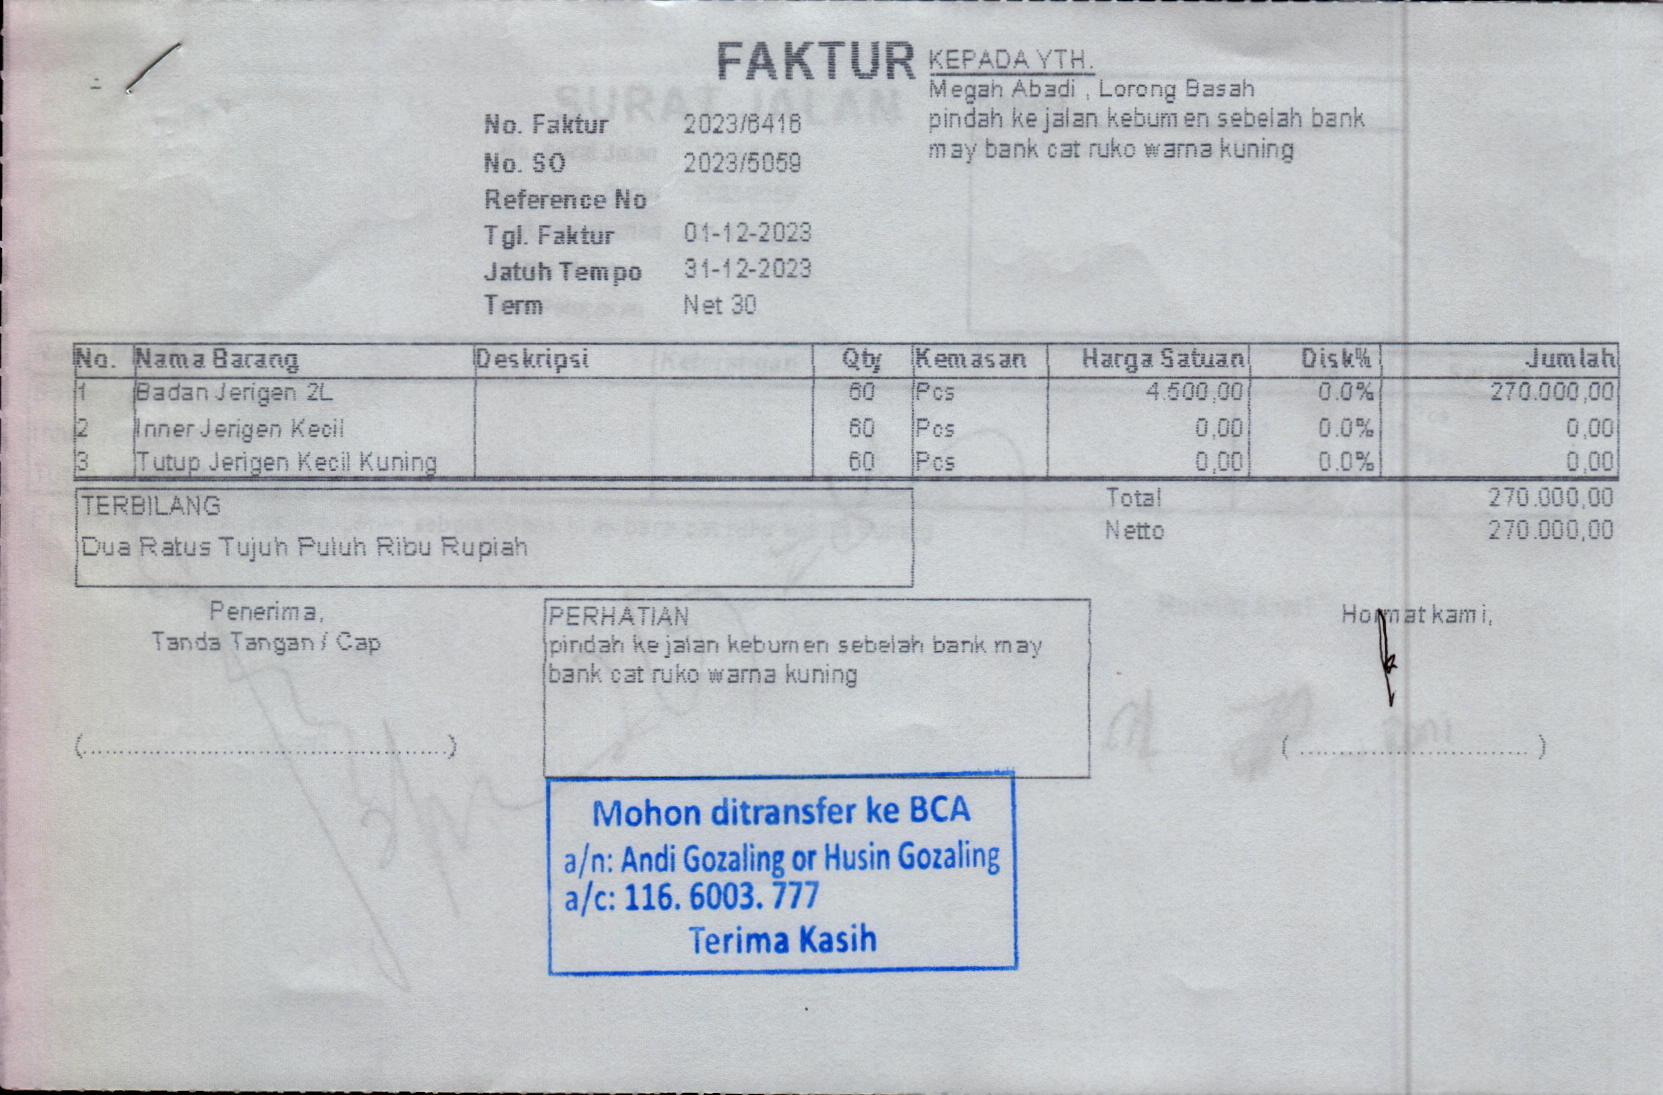 FAKTUR
KEPADA YTH.
Megah Abadi , Lorong Basah
pindah ke jalan kebumen sebelah bank
may bank cat ruko warna kuning
No. Faktur 2023/6416
No. SO 2023/5059
Reference No
Tgl. Faktur 01-12-2023
Jatuh Tempo 31-12-2023
Term Net 30
No. Nama Barang Deskripsi Qty Kemasan Harga Satuan Disk% Jumlah
1 Badan Jerigen 2L 60 Pcs 4.500,00 0.0% 270.000,00
2 Inner Jerigen Kecil 60 Pcs 0,00 0.0% 0,00
3 Tutup Jerigen Kecil Kuning 60 Pcs 0,00 0.0% 0,00
TERBILANG
Dua Ratus Tujuh Puluh Ribu Rupiah
Total 270.000,00
Netto 270.000,00
Penerima,
Tanda Tangan / Cap
(............................................)
PERHATIAN
pindah ke jalan kebumen sebelah bank may
bank cat ruko warna kuning
Hormat kami,
(............................)
Mohon ditransfer ke BCA
a/n: Andi Gozaling or Husin Gozaling
a/c: 116. 6003. 777
Terima Kasih
SURAT JALAN